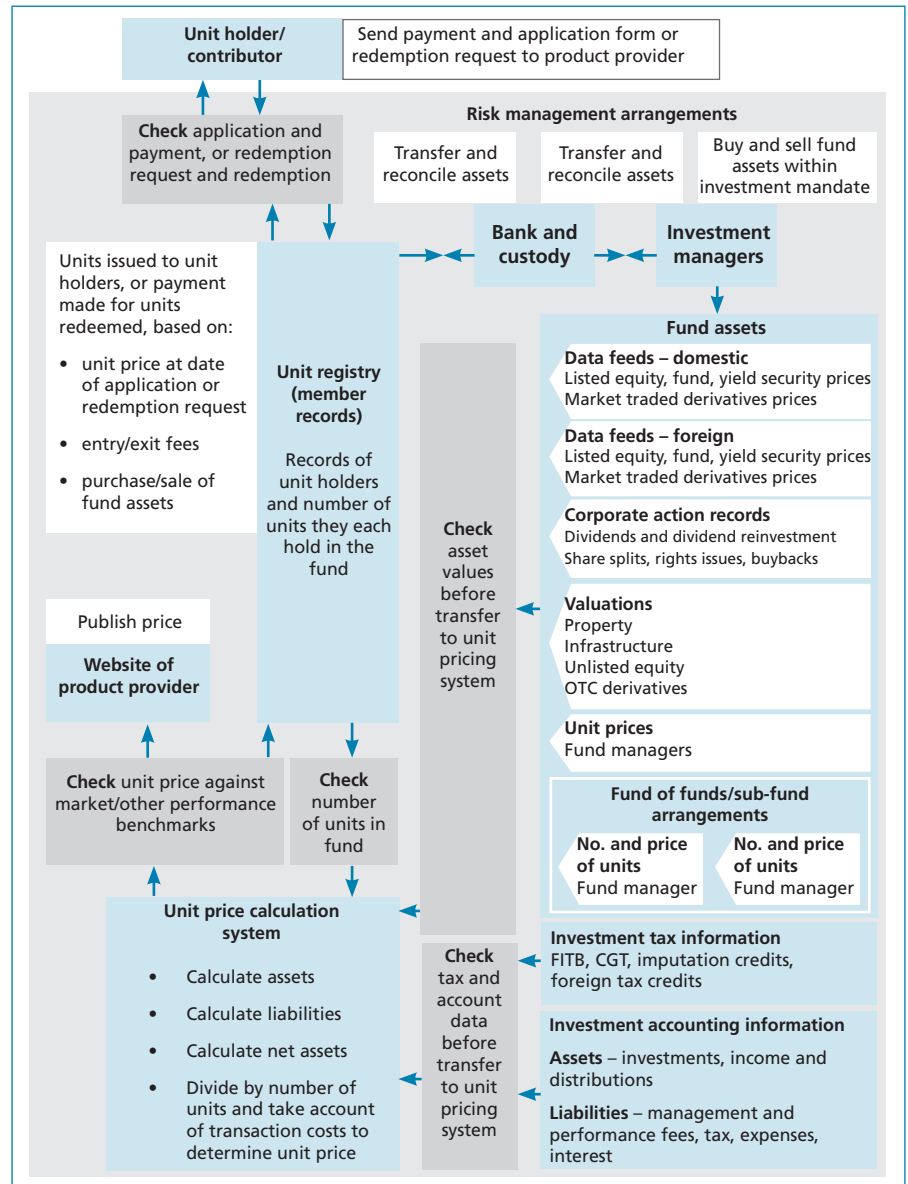 Unit holder/
contributor
Send payment and application form or
redemption request to product provider
Risk management arrangements
Check application and
payment, or redemption
request and redemption
Transfer and
reconcile assets
Transfer and
reconcile assets
Buy and sell fund
assets within
investment mandate
Bank and
custody
Investment
managers
Units issued to unit
holders, or payment
made for units
redeemed, based on:
• unit price at date
of application or
redemption request
• entry/exit fees
• purchase/sale of
fund assets
Unit registry
(member
records)
Records of
unit holders
and number of
units they each
hold in the
fund
Check
asset
values
before
transfer
to unit
pricing
system
Fund assets
Data feeds – domestic
Listed equity, fund, yield security prices
Market traded derivatives prices
Data feeds – foreign
Listed equity, fund, yield security prices
Market traded derivatives prices
Corporate action records
Dividends and dividend reinvestment
Share splits, rights issues, buybacks
Valuations
Property
Infrastructure
Unlisted equity
OTC derivatives
Unit prices
Fund managers
Fund of funds/sub-fund
arrangements
No. and price
of units
Fund manager
No. and price
of units
Fund manager
Publish price
Website of
product provider
Check unit price against
market/other performance
benchmarks
Check
number
of units in
fund
Unit price calculation
system
• Calculate assets
• Calculate liabilities
• Calculate net assets
• Divide by number of
units and take account
of transaction costs to
determine unit price
Check
tax and
account
data
before
transfer
to unit
pricing
system
Investment tax information
FITB, CGT, imputation credits,
foreign tax credits
Investment accounting information
Assets – investments, income and
distributions
Liabilities – management and
performance fees, tax, expenses,
interest